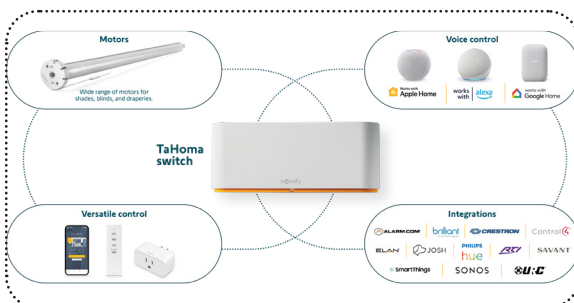 Motors
Wide range of motors for
shades, blinds, and draperies.
Voice control
Works with
Apple Home
works
with
alexa
works with
Google Home
TaHoma
switch
somfy
Versatile control
Integrations
ALARM.COM
brilliant
CRESTRON
Control4
ELAN
JOSH
PHILIPS
hue
RTI
SAVANT
SmartThings
SONOS
URC